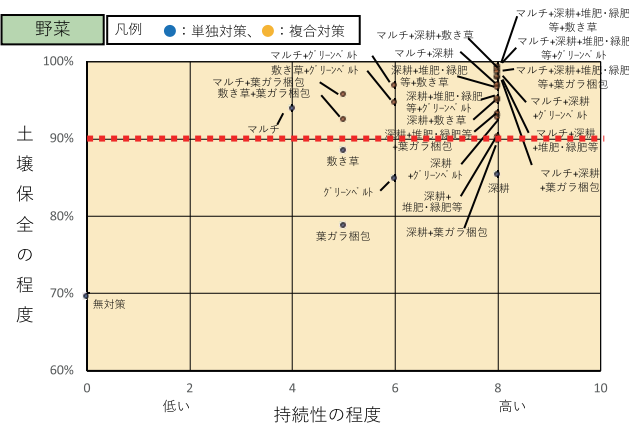 野菜
凡例 ●：単独対策、●：複合対策
土壌保全の程度
100%
90%
80%
70%
60%
0
2
4
6
8
10
低い
持続性の程度
高い
無対策
マルチ
マルチ+グリーンベルト
敷き草+グリーンベルト
マルチ+葉ガラ梱包
敷き草+葉ガラ梱包
敷き草
グリーンベルト
葉ガラ梱包
マルチ+深耕+敷き草
マルチ+深耕
深耕+堆肥・緑肥
等+敷き草
深耕+堆肥・緑肥
等+グリーンベルト
深耕+敷き草
深耕+堆肥・緑肥等
+葉ガラ梱包
深耕
+グリーンベルト
深耕+
堆肥・緑肥等
深耕+葉ガラ梱包
深耕
マルチ+深耕+堆肥・緑肥
等+敷き草
マルチ+深耕+堆肥・緑肥
等+グリーンベルト
マルチ+深耕+堆肥・緑肥
等+葉ガラ梱包
マルチ+深耕
+グリーンベルト
マルチ+深耕
+堆肥・緑肥等
マルチ+深耕
+葉ガラ梱包